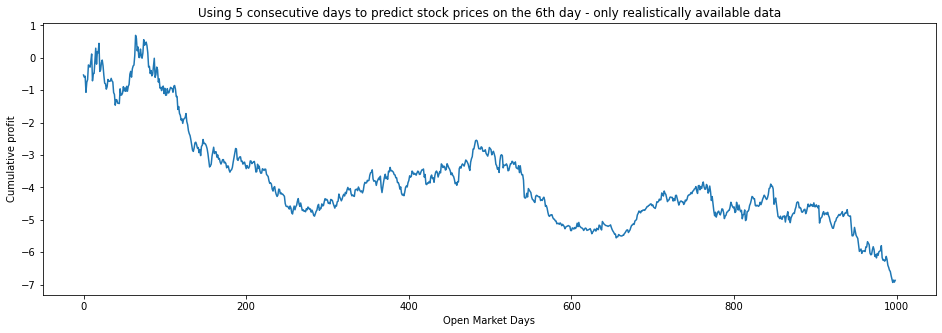 Using 5 consecutive days to predict stock prices on the 6th day - only realistically available data
Cumulative profit
1
0
−1
−2
−3
−4
−5
−6
−7
0 200 400 600 800 1000
Open Market Days